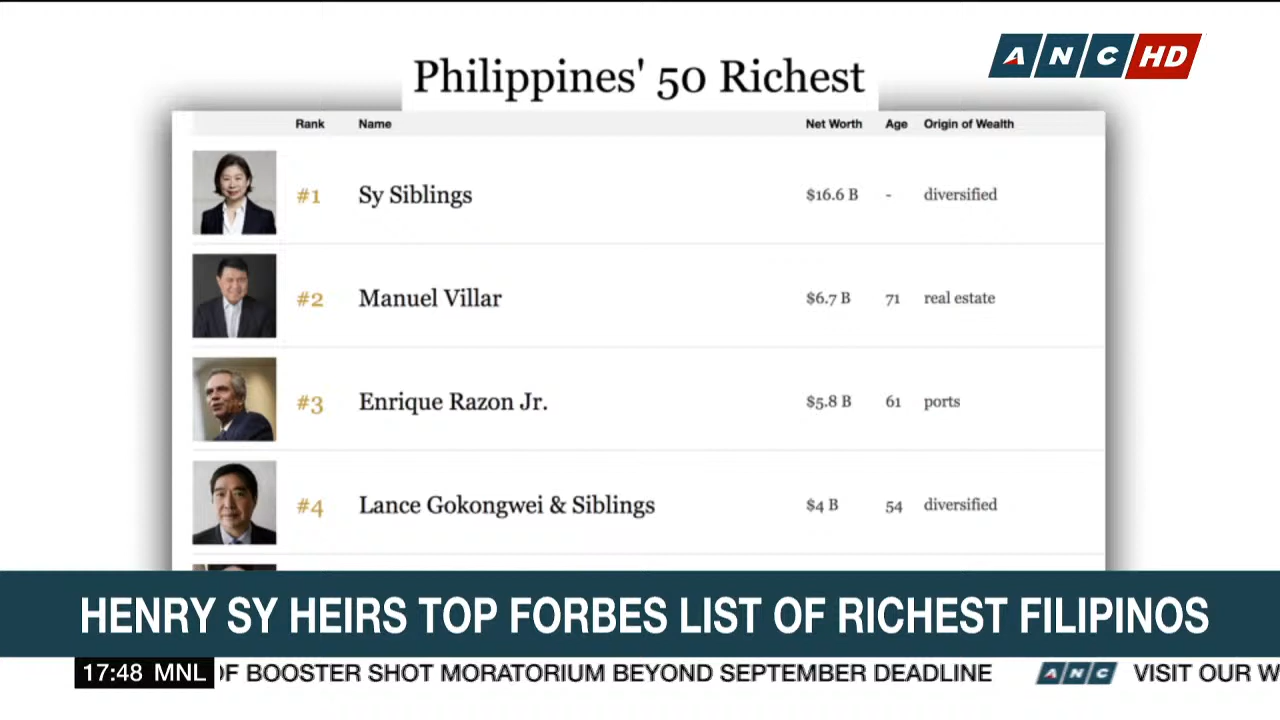 ANC HD
Philippines' 50 Richest
Rank Name Net Worth Age Origin of Wealth
#1 Sy Siblings $16.6 B - diversified
#2 Manuel Villar $6.7 B 71 real estate
#3 Enrique Razon Jr. $5.8 B 61 ports
#4 Lance Gokongwei & Siblings $4 B 54 diversified
HENRY SY HEIRS TOP FORBES LIST OF RICHEST FILIPINOS
17:48 MNL OF BOOSTER SHOT MORATORIUM BEYOND SEPTEMBER DEADLINE ANC VISIT OUR W